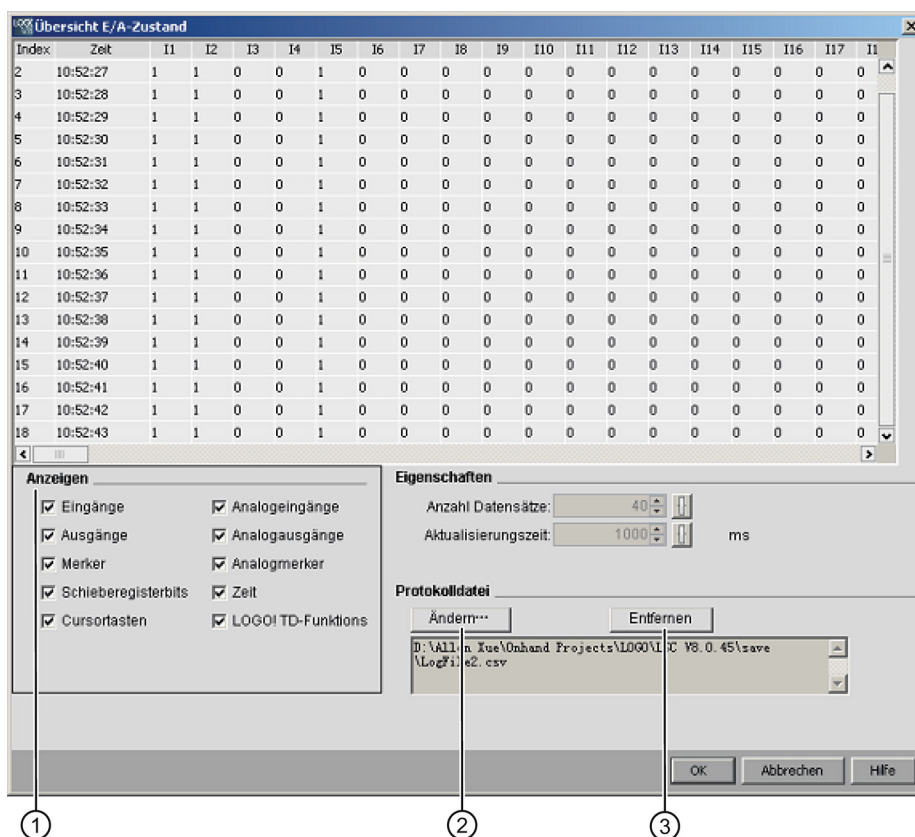 Übersicht E/A-Zustand
Index Zeit I1 I2 I3 I4 I5 I6 I7 I8 I9 I10 I11 I12 I13 I14 I15 I16 I17 I1
2 10:52:27 1 1 0 0 1 0 0 0 0 0 0 0 0 0 0 0 0 0
3 10:52:28 1 1 0 0 1 0 0 0 0 0 0 0 0 0 0 0 0 0
4 10:52:29 1 1 0 0 1 0 0 0 0 0 0 0 0 0 0 0 0 0
5 10:52:30 1 1 0 0 1 0 0 0 0 0 0 0 0 0 0 0 0 0
6 10:52:31 1 1 0 0 1 0 0 0 0 0 0 0 0 0 0 0 0 0
7 10:52:32 1 1 0 0 1 0 0 0 0 0 0 0 0 0 0 0 0 0
8 10:52:33 1 1 0 0 1 0 0 0 0 0 0 0 0 0 0 0 0 0
9 10:52:34 1 1 0 0 1 0 0 0 0 0 0 0 0 0 0 0 0 0
10 10:52:35 1 1 0 0 1 0 0 0 0 0 0 0 0 0 0 0 0 0
11 10:52:36 1 1 0 0 1 0 0 0 0 0 0 0 0 0 0 0 0 0
12 10:52:37 1 1 0 0 1 0 0 0 0 0 0 0 0 0 0 0 0 0
13 10:52:38 1 1 0 0 1 0 0 0 0 0 0 0 0 0 0 0 0 0
14 10:52:39 1 1 0 0 1 0 0 0 0 0 0 0 0 0 0 0 0 0
15 10:52:40 1 1 0 0 1 0 0 0 0 0 0 0 0 0 0 0 0 0
16 10:52:41 1 1 0 0 1 0 0 0 0 0 0 0 0 0 0 0 0 0
17 10:52:42 1 1 0 0 1 0 0 0 0 0 0 0 0 0 0 0 0 0
18 10:52:43 1 1 0 0 1 0 0 0 0 0 0 0 0 0 0 0 0 0
Anzeigen
Eingänge Analogeingänge
Ausgänge Analogausgänge
Merker Analogmerker
Schieberegisterbits Zeit
Cursortasten LOGO! TD-Funktions
Eigenschaften
Anzahl Datensätze: 40
Aktualisierungszeit: 1000 ms
Protokolldatei
Ändern··· Entfernen
D:\Allen Xue\Onhand Projects\LOGO\LSC V8.0.45\save
\LogFile2.csv
OK Abbrechen Hilfe
1 2 3